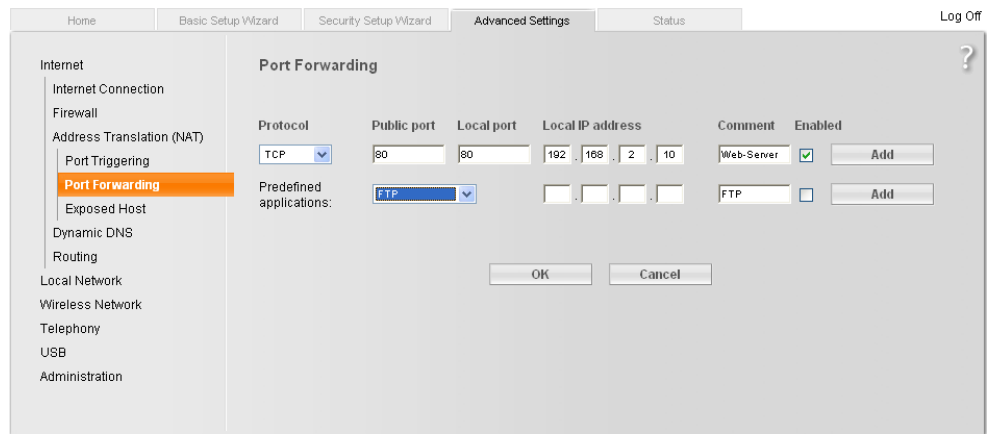 Home Basic Setup Wizard Security Setup Wizard Advanced Settings Status Log Off
?
Internet
Internet Connection
Firewall
Address Translation (NAT)
Port Triggering
Port Forwarding
Exposed Host
Dynamic DNS
Routing
Local Network
Wireless Network
Telephony
USB
Administration
Port Forwarding
Protocol Public port Local port Local IP address Comment Enabled
TCP 80 80 192 . 168 . 2 . 10 Web-Server Add
Predefined applications: FTP . . . FTP Add
OK Cancel